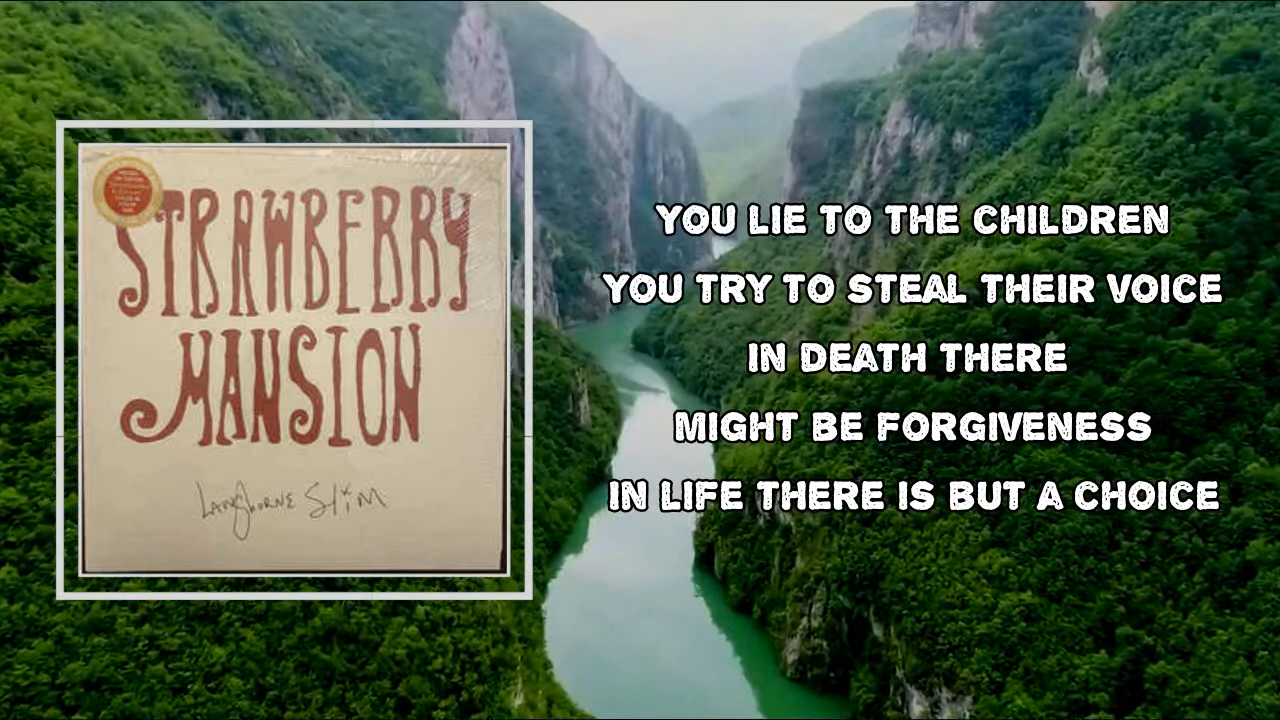 STRAWBERRY
MANSION
LANGHORNE SLIM
YOU LIE TO THE CHILDREN
YOU TRY TO STEAL THEIR VOICE
IN DEATH THERE
MIGHT BE FORGIVENESS
IN LIFE THERE IS BUT A CHOICE